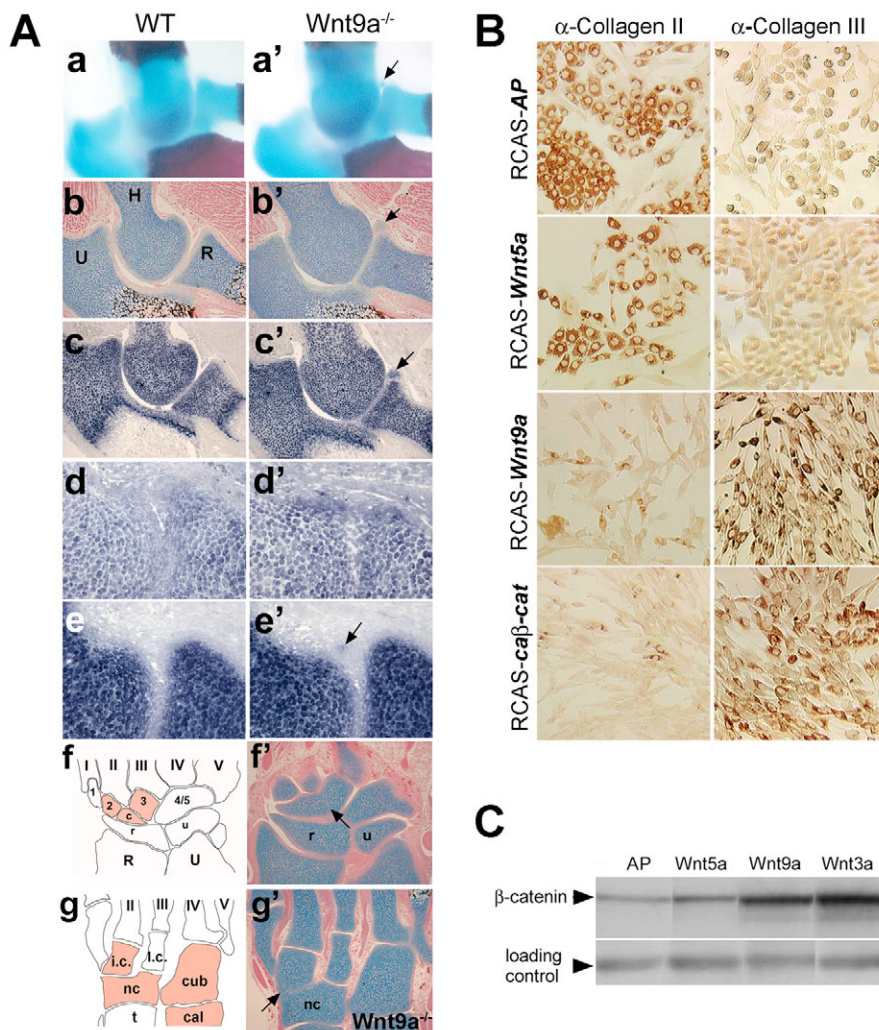 A
WT
Wnt9a-/-
a
a'
b
H
U
R
b'
c
c'
d
d'
e
e'
f
I II III IV V
1
2
3
4/5
c
r
u
R U
f'
r
u
g
II III IV V
i.c.
l.c.
nc
cub
t
cal
g'
nc
Wnt9a-/-
B
α-Collagen II
α-Collagen III
RCAS-AP
RCAS-Wnt5a
RCAS-Wnt9a
RCAS-caβ-cat
C
AP Wnt5a Wnt9a Wnt3a
β-catenin
loading
control